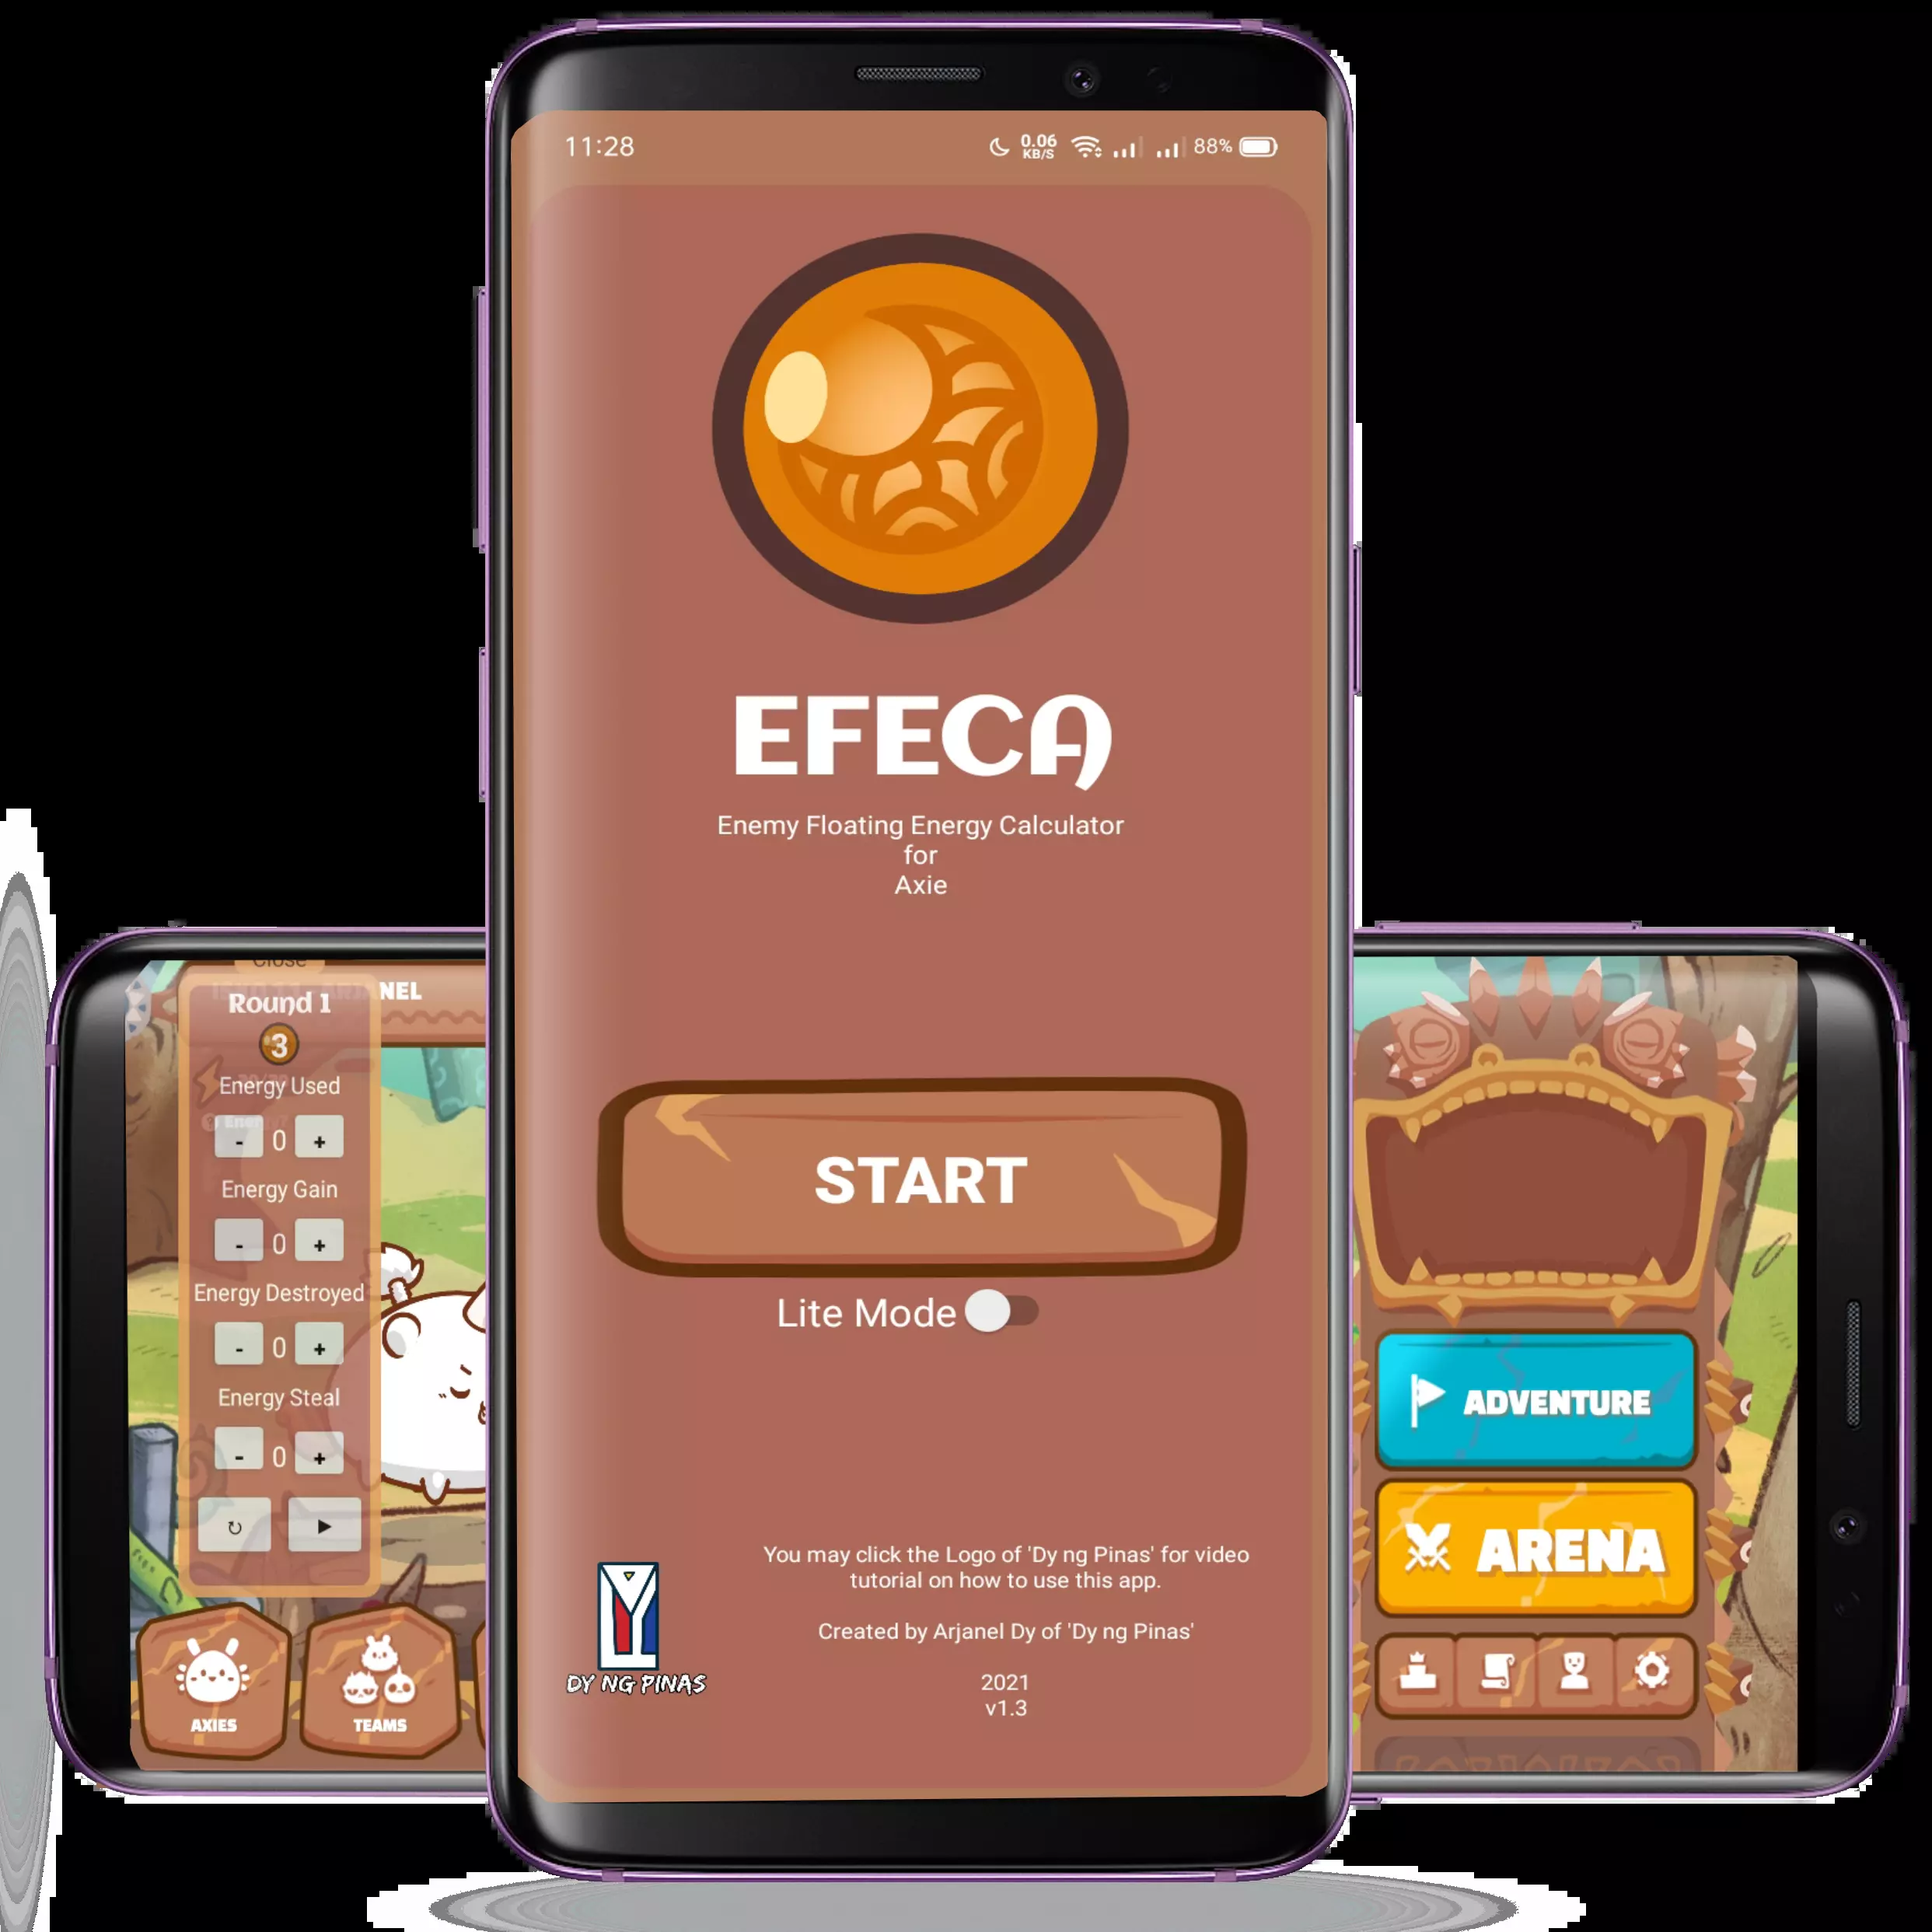 11:28
0.06
KB/S
88%
EFECA
Enemy Floating Energy Calculator
for
Axie
START
Lite Mode
You may click the Logo of 'Dy ng Pinas' for video
tutorial on how to use this app.
Created by Arjanel Dy of 'Dy ng Pinas'
2021
v1.3
DY NG PINAS
Close
NEL
Round 1
3
Energy Used
- 0 +
Energy Gain
- 0 +
Energy Destroyed
- 0 +
Energy Steal
- 0 +
AXIES
TEAMS
ADVENTURE
ARENA